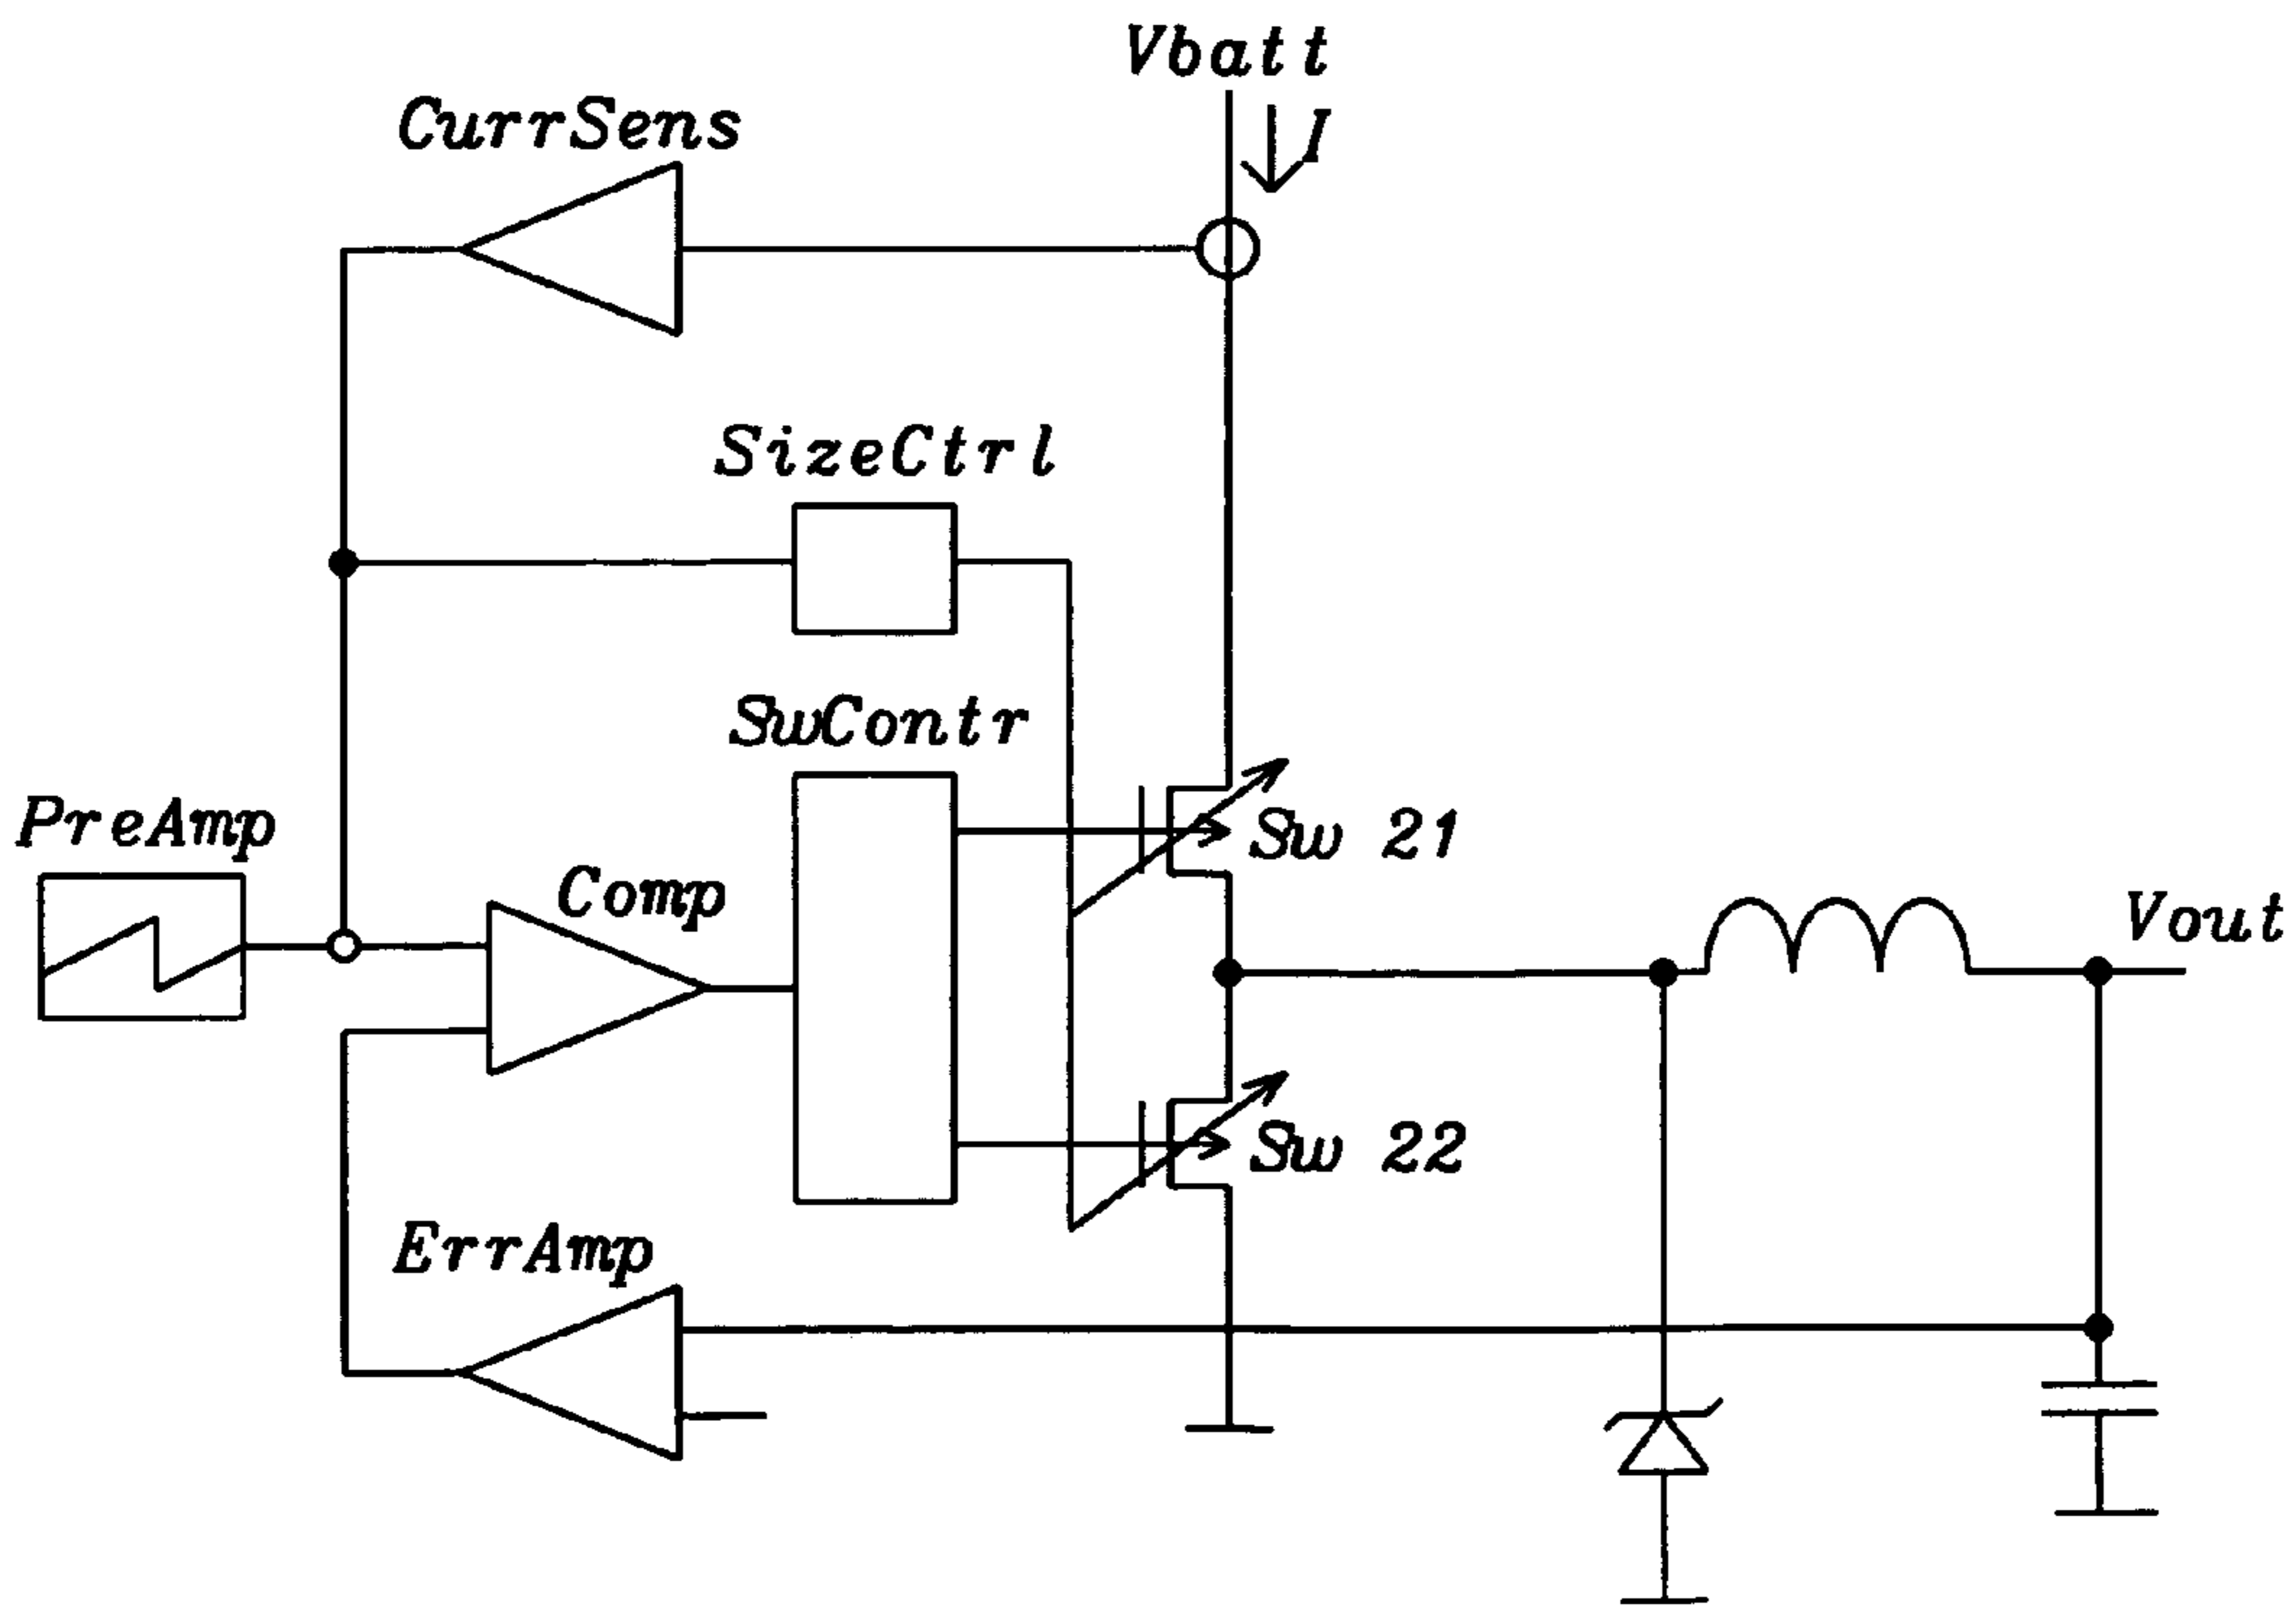 Vbatt
CurrSens
I
SizeCtrl
SwContr
PreAmp
Sw 21
Comp
Vout
Sw 22
ErrAmp